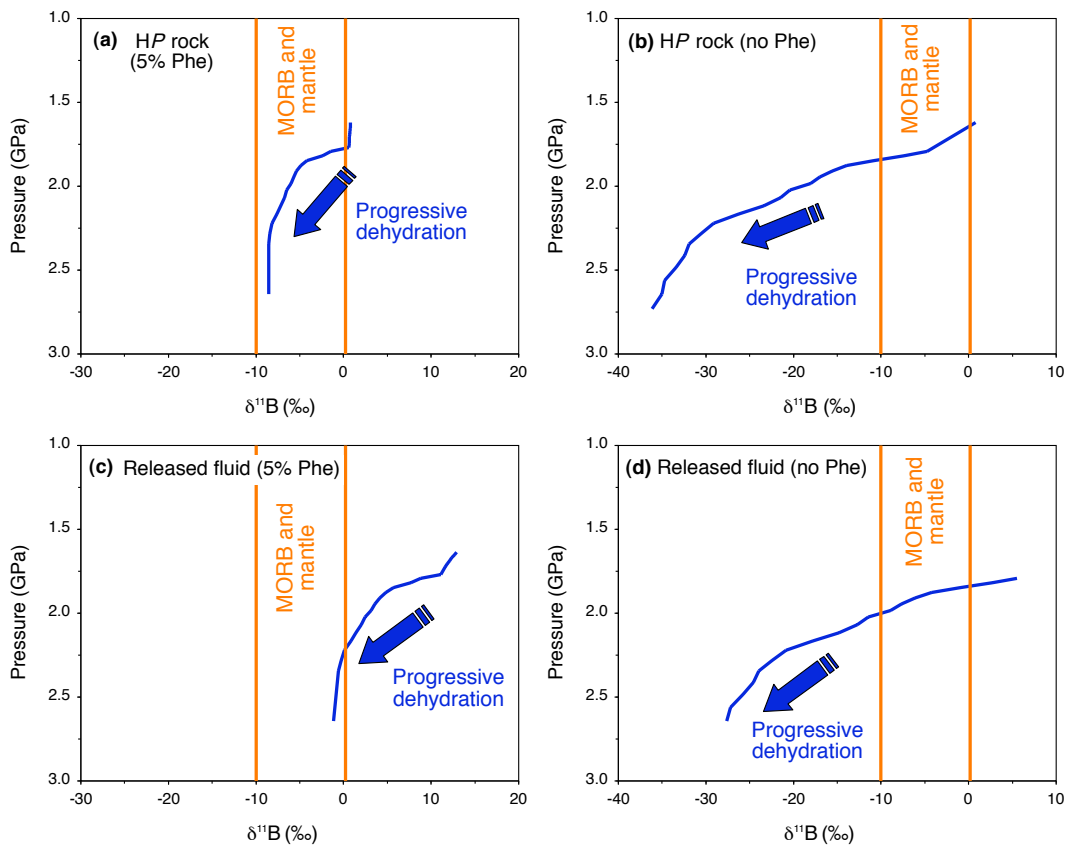 (a) HP rock
(5% Phe)
MORB and
mantle
Progressive
dehydration
1.0
1.5
2.0
2.5
3.0
Pressure (GPa)
-30 -20 -10 0 10 20
δ¹¹B (‰)
(b) HP rock (no Phe)
MORB and
mantle
Progressive
dehydration
1.0
1.5
2.0
2.5
3.0
Pressure (GPa)
-40 -30 -20 -10 0 10
δ¹¹B (‰)
(c) Released fluid (5% Phe)
MORB and
mantle
Progressive
dehydration
1.0
1.5
2.0
2.5
3.0
Pressure (GPa)
-30 -20 -10 0 10 20
δ¹¹B (‰)
(d) Released fluid (no Phe)
MORB and
mantle
Progressive
dehydration
1.0
1.5
2.0
2.5
3.0
Pressure (GPa)
-40 -30 -20 -10 0 10
δ¹¹B (‰)